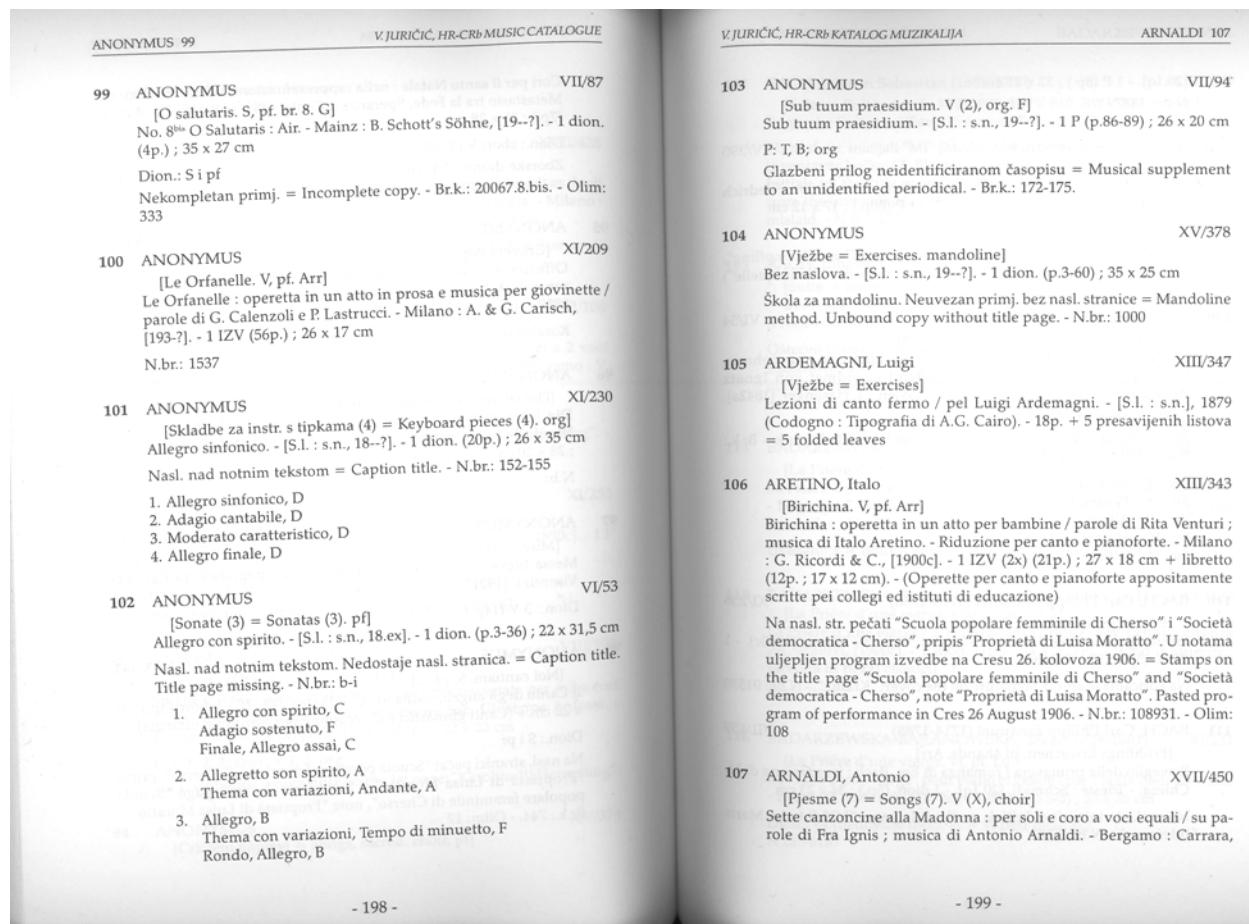 ANONYMUS 99
V. JURIČIĆ, HR-CRb MUSIC CATALOGUE
99 ANONYMUS VII/87
[O salutaris. S, pf. br. 8. G]
No. 8bis O Salutaris : Air. - Mainz : B. Schott's Söhne, [19--?]. - 1 dion.
(4p.) ; 35 x 27 cm
Dion.: S i pf
Nekompletan primj. = Incomplete copy. - Br.k.: 20067.8.bis. - Olim:
333
100 ANONYMUS XI/209
[Le Orfanelle. V, pf. Arr]
Le Orfanelle : operetta in un atto in prosa e musica per giovinette /
parole di G. Calenzoli e P. Lastrucci. - Milano : A. & G. Carisch,
[193-?]. - 1 IZV (56p.) ; 26 x 17 cm
N.br.: 1537
101 ANONYMUS XI/230
[Skladbe za instr. s tipkama (4) = Keyboard pieces (4). org]
Allegro sinfonico. - [S.l. : s.n., 18--?]. - 1 dion. (20p.) ; 26 x 35 cm
Nasl. nad notnim tekstom = Caption title. - N.br.: 152-155
1. Allegro sinfonico, D
2. Adagio cantabile, D
3. Moderato caratteristico, D
4. Allegro finale, D
102 ANONYMUS VI/53
[Sonate (3) = Sonatas (3). pf]
Allegro con spirito. - [S.l. : s.n., 18.ex]. - 1 dion. (p.3-36) ; 22 x 31,5 cm
Nasl. nad notnim tekstom. Nedostaje nasl. stranica. = Caption title.
Title page missing. - N.br.: b-i
1. Allegro con spirito, C
Adagio sostenuto, F
Finale, Allegro assai, C
2. Allegretto son spirito, A
Thema con variazioni, Andante, A
3. Allegro, B
Thema con variazioni, Tempo di minuetto, F
Rondo, Allegro, B
- 198 -
V. JURIČIĆ, HR-CRb KATALOG MUZIKALIJA
ARNALDI 107
103 ANONYMUS VII/94
[Sub tuum praesidium. V (2), org. F]
Sub tuum praesidium. - [S.l. : s.n., 19--?]. - 1 P (p.86-89) ; 26 x 20 cm
P: T, B; org
Glazbeni prilog neidentificiranom časopisu = Musical supplement
to an unidentified periodical. - Br.k.: 172-175.
104 ANONYMUS XV/378
[Vježbe = Exercises. mandoline]
Bez naslova. - [S.l. : s.n., 19--?]. - 1 dion. (p.3-60) ; 35 x 25 cm
Škola za mandolinu. Neuvezan primj. bez nasl. stranice = Mandoline
method. Unbound copy without title page. - N.br.: 1000
105 ARDEMAGNI, Luigi XIII/347
[Vježbe = Exercises]
Lezioni di canto fermo / pel Luigi Ardemagni. - [S.l. : s.n.], 1879
(Codogno : Tipografia di A.G. Cairo). - 18p. + 5 presavijenih listova
= 5 folded leaves
106 ARETINO, Italo XIII/343
[Birichina. V, pf. Arr]
Birichina : operetta in un atto per bambine / parole di Rita Venturi ;
musica di Italo Aretino. - Riduzione per canto e pianoforte. - Milano
: G. Ricordi & C., [1900c]. - 1 IZV (2x) (21p.) ; 27 x 18 cm + libretto
(12p. ; 17 x 12 cm). - (Operette per canto e pianoforte appositamente
scritte pei collegi ed istituti di educazione)
Na nasl. str. pečati "Scuola popolare femminile di Cherso" i "Società
democratica - Cherso", pripis "Proprietà di Luisa Moratto". U notama
uljepljen program izvedbe na Cresu 26. kolovoza 1906. = Stamps on
the title page "Scuola popolare femminile di Cherso" and "Società
democratica - Cherso", note "Proprietà di Luisa Moratto". Pasted pro-
gram of performance in Cres 26 August 1906. - N.br.: 108931. - Olim:
108
107 ARNALDI, Antonio XVII/450
[Pjesme (7) = Songs (7). V (X), choir]
Sette canzoncine alla Madonna : per soli e coro a voci equali / su pa-
role di Fra Ignis ; musica di Antonio Arnaldi. - Bergamo : Carrara,
- 199 -